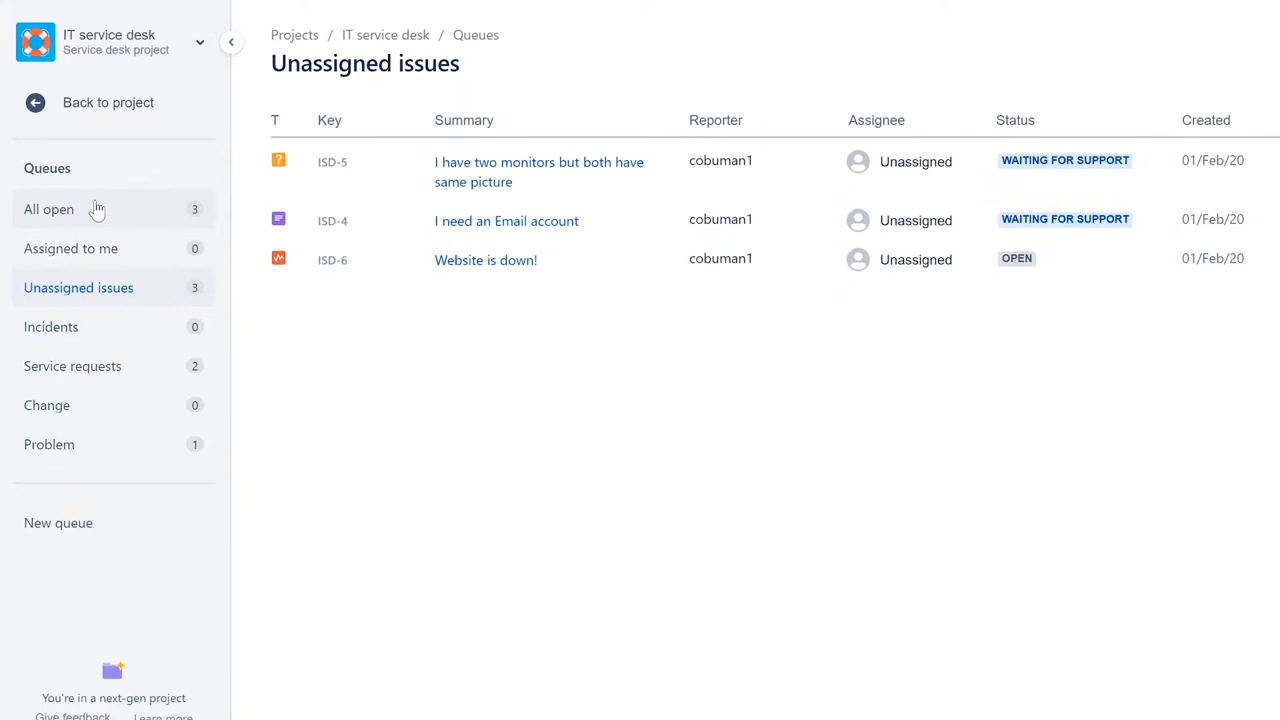 IT service desk
Service desk project
Back to project
Queues
All open 3
Assigned to me 0
Unassigned issues 3
Incidents 0
Service requests 2
Change 0
Problem 1
New queue
You're in a next-gen project
Give feedback Learn more
Projects / IT service desk / Queues
Unassigned issues
T Key Summary Reporter Assignee Status Created
? ISD-5 I have two monitors but both have cobuman1 Unassigned WAITING FOR SUPPORT 01/Feb/20
same picture
ISD-4 I need an Email account cobuman1 Unassigned WAITING FOR SUPPORT 01/Feb/20
ISD-6 Website is down! cobuman1 Unassigned OPEN 01/Feb/20